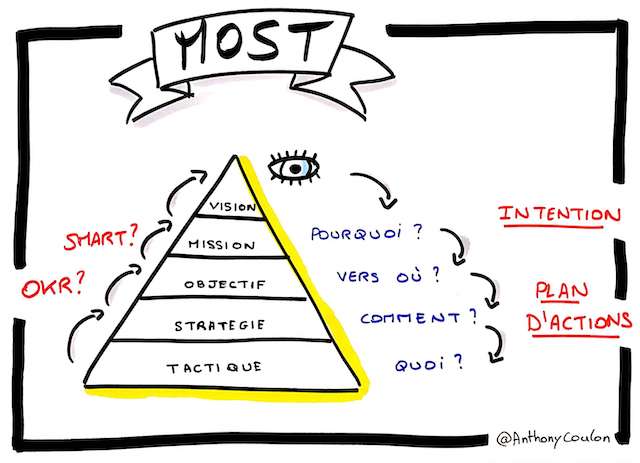 MOST
VISION
MISSION
OBJECTIF
STRATEGIE
TACTIQUE
SMART?
OKR?
POURQUOI ?
VERS OÙ ?
COMMENT ?
QUOI ?
INTENTION
PLAN
D'ACTIONS
@AnthonyCoulon